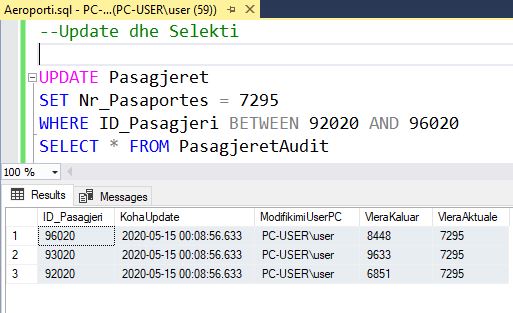 Aeroporti.sql - PC-...(PC-USER\user (59))
--Update dhe Selekti
UPDATE Pasagjeret
SET Nr_Pasaportes = 7295
WHERE ID_Pasagjeri BETWEEN 92020 AND 96020
SELECT * FROM PasagjeretAudit
100 %
Results Messages
ID_Pasagjeri KohaUpdate ModifikimiUserPC VleraKaluar VleraAktuale
1 96020 2020-05-15 00:08:56.633 PC-USER\user 8448 7295
2 93020 2020-05-15 00:08:56.633 PC-USER\user 9633 7295
3 92020 2020-05-15 00:08:56.633 PC-USER\user 6851 7295